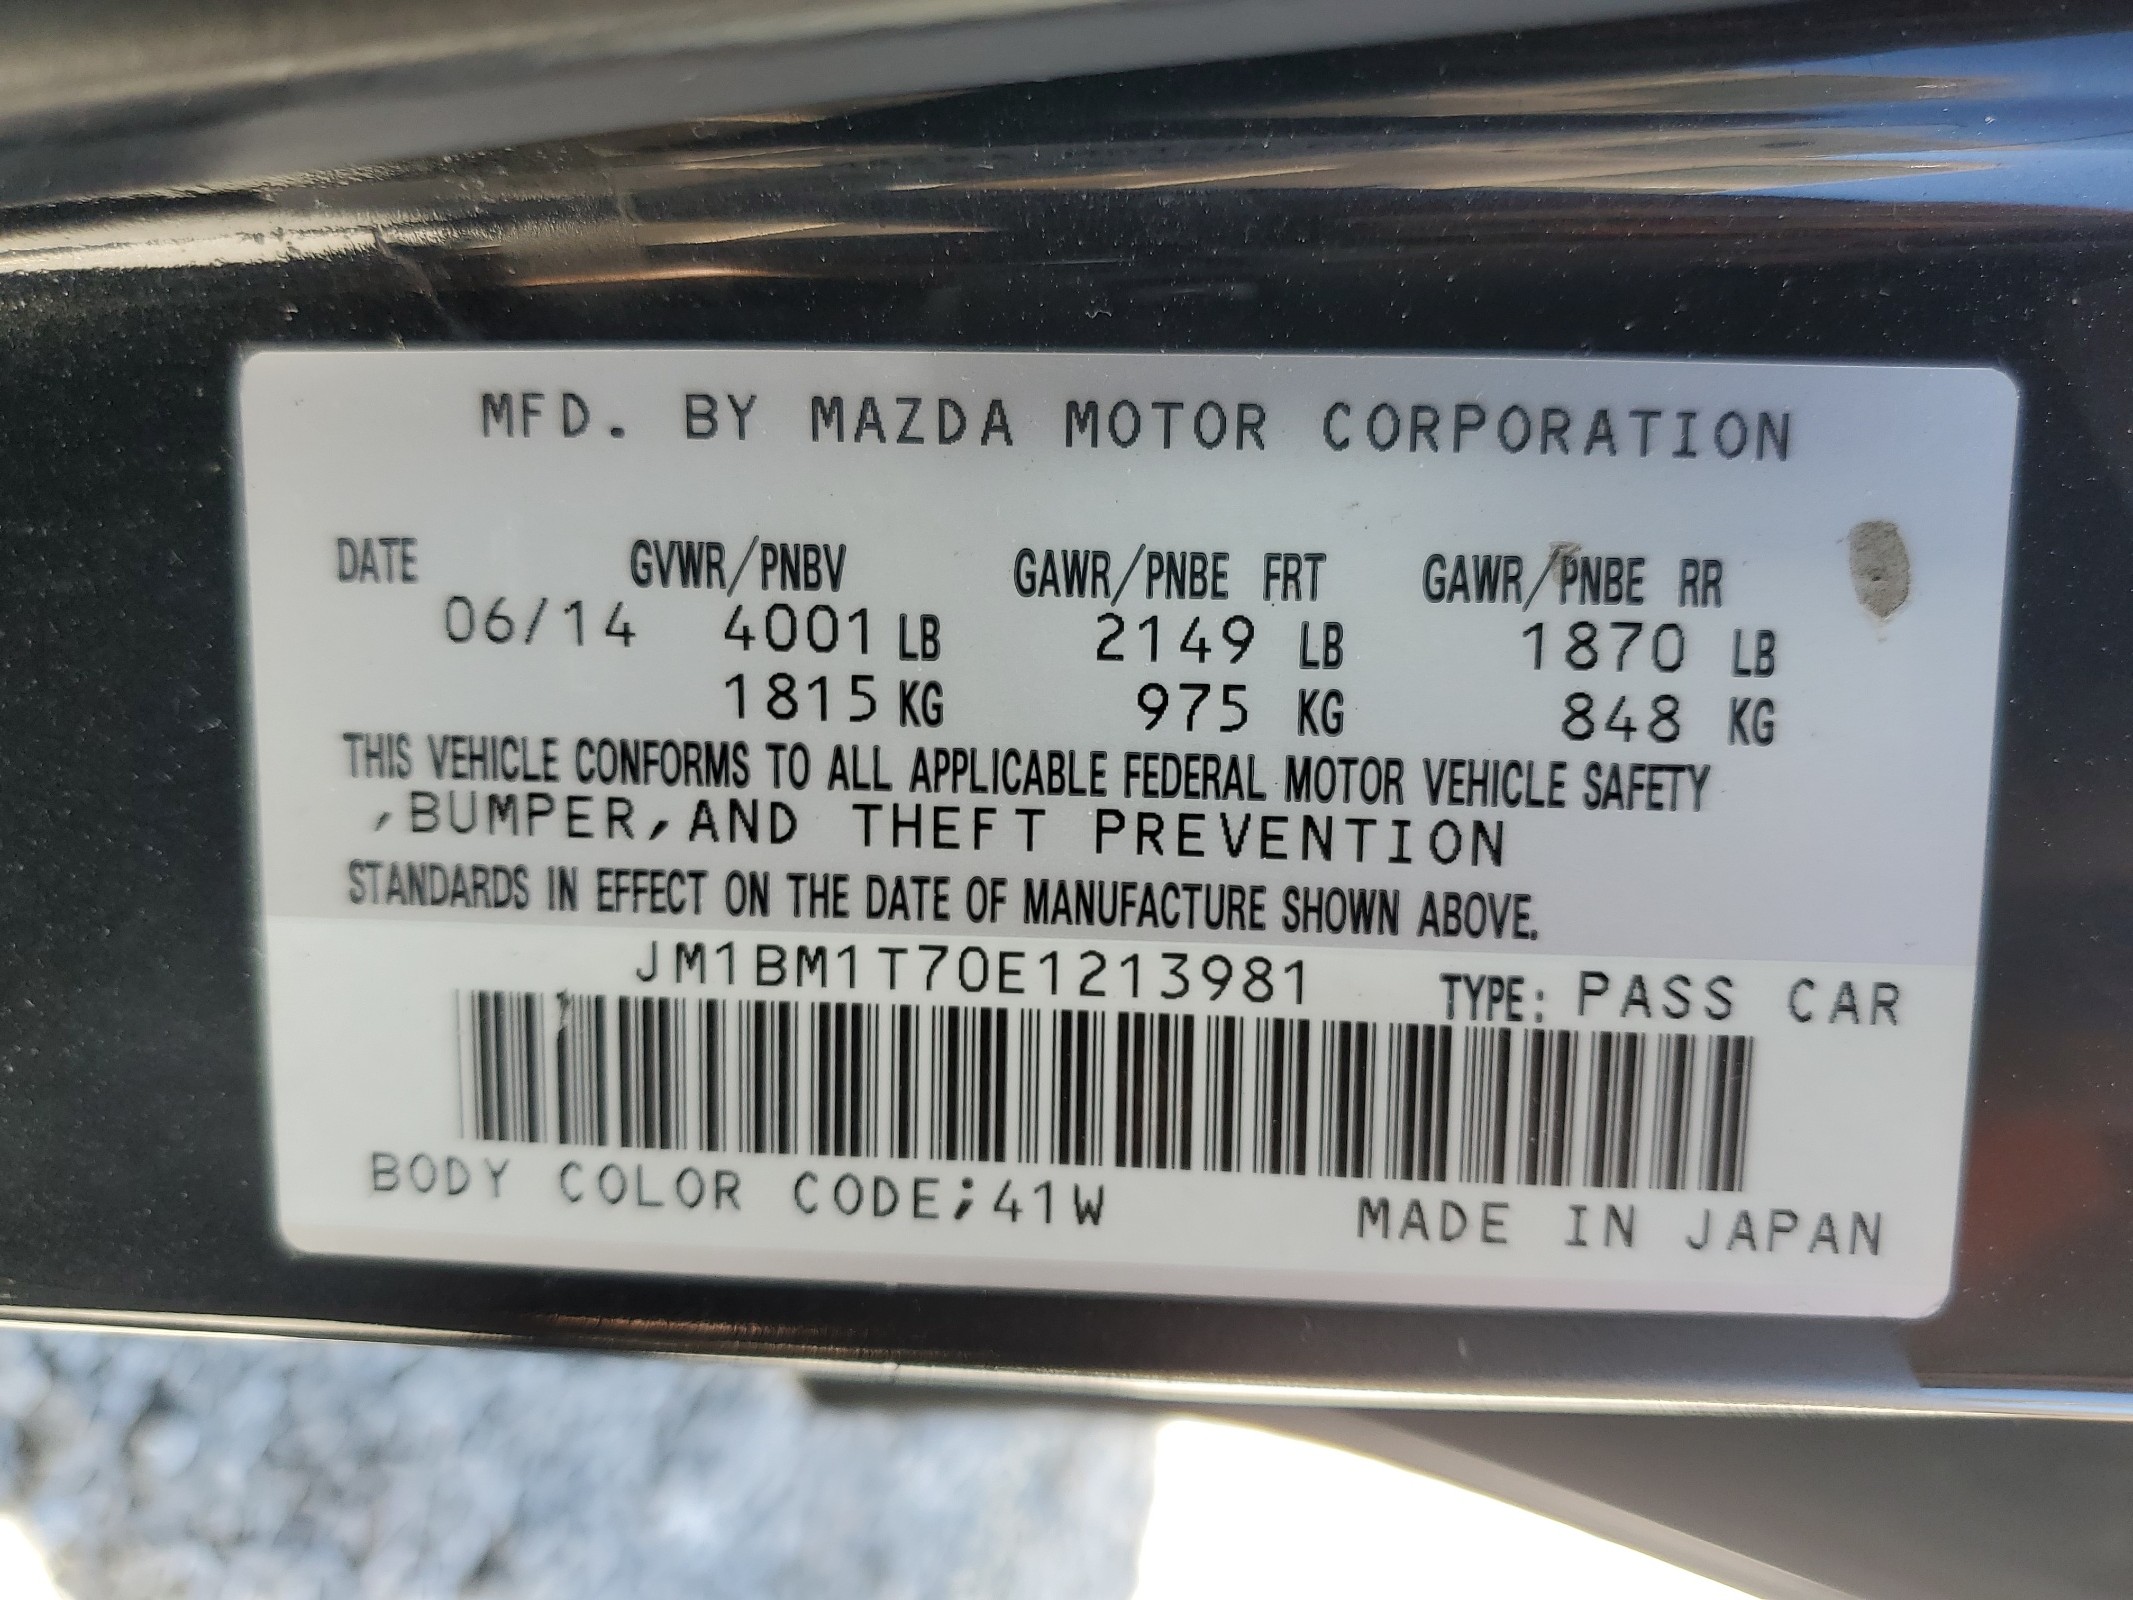 MFD. BY MAZDA MOTOR CORPORATION
DATE GVWR/PNBV GAWR/PNBE FRT GAWR/PNBE RR
06/14 4001 LB 2149 LB 1870 LB
1815 KG 975 KG 848 KG
THIS VEHICLE CONFORMS TO ALL APPLICABLE FEDERAL MOTOR VEHICLE SAFETY
,BUMPER,AND THEFT PREVENTION
STANDARDS IN EFFECT ON THE DATE OF MANUFACTURE SHOWN ABOVE.
JM1BM1T70E1213981 TYPE: PASS CAR
BODY COLOR CODE;41W MADE IN JAPAN